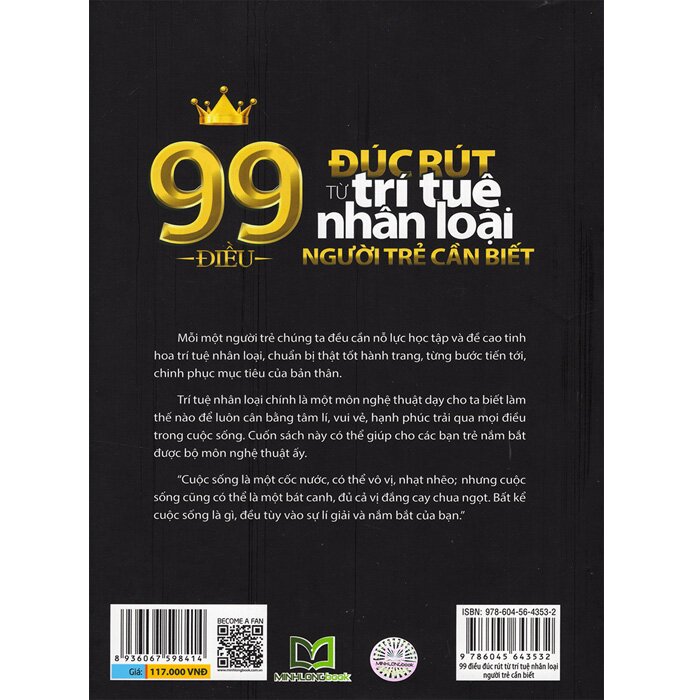 99
ĐIỀU
ĐÚC RÚT
TỪ trí tuệ
nhân loại
NGƯỜI TRẺ CẦN BIẾT
Mỗi một người trẻ chúng ta đều cần nỗ lực học tập và đề cao tinh
hoa trí tuệ nhân loại, chuẩn bị thật tốt hành trang, từng bước tiến tới,
chinh phục mục tiêu của bản thân.
Trí tuệ nhân loại chính là một môn nghệ thuật dạy cho ta biết làm
thế nào để luôn cân bằng tâm lí, vui vẻ, hạnh phúc trải qua mọi điều
trong cuộc sống. Cuốn sách này có thể giúp cho các bạn trẻ nắm bắt
được bộ môn nghệ thuật ấy.
“Cuộc sống là một cốc nước, có thể vô vị, nhạt nhẽo; nhưng cuộc
sống cũng có thể là một bát canh, đủ cả vị đắng cay chua ngọt. Bất kể
cuộc sống là gì, đều tùy vào sự lí giải và nắm bắt của bạn.”
8 936067 598414
Giá: 117.000 VNĐ
BECOME A FAN
www.minhlongbook.com.vn
MINHLONGbook
MINHLONGbook
ISBN: 978-604-56-4353-2
9 786045 643532
99 điều đúc rút từ trí tuệ nhân loại
người trẻ cần biết